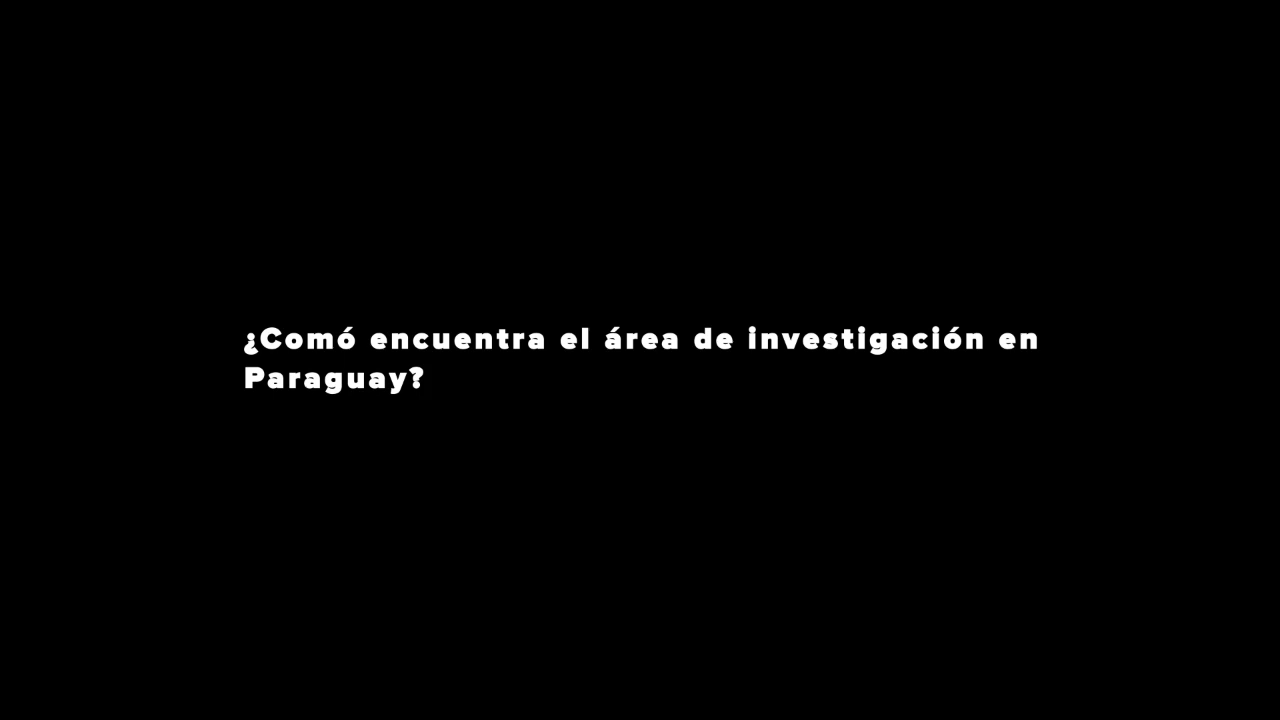 ¿Comó encuentra el área de investigación en
Paraguay?